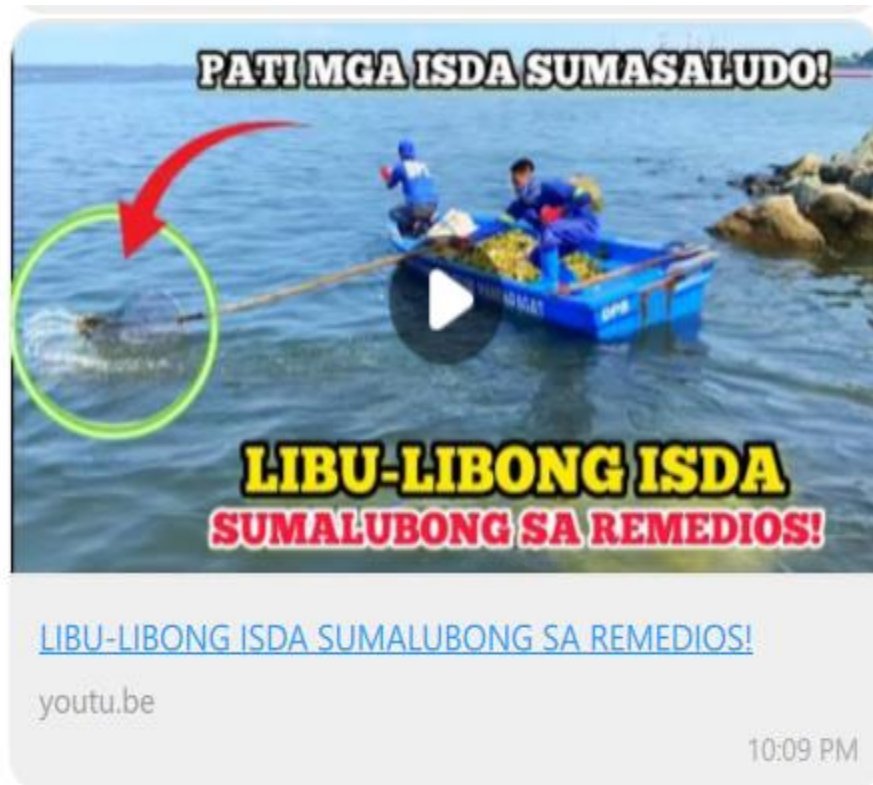 PATI MGA ISDA SUMASALUDO!
DPS
LIBU-LIBONG ISDA
SUMALUBONG SA REMEDIOS!
LIBU-LIBONG ISDA SUMALUBONG SA REMEDIOS!
youtu.be
10:09 PM